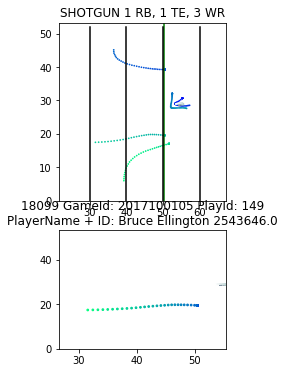 SHOTGUN 1 RB, 1 TE, 3 WR
50
40
30
20
10
0
30 40 50 60
18099 GameId: 2017100105 PlayId: 149
PlayerName + ID: Bruce Ellington 2543646.0
40
20
0
30 40 50